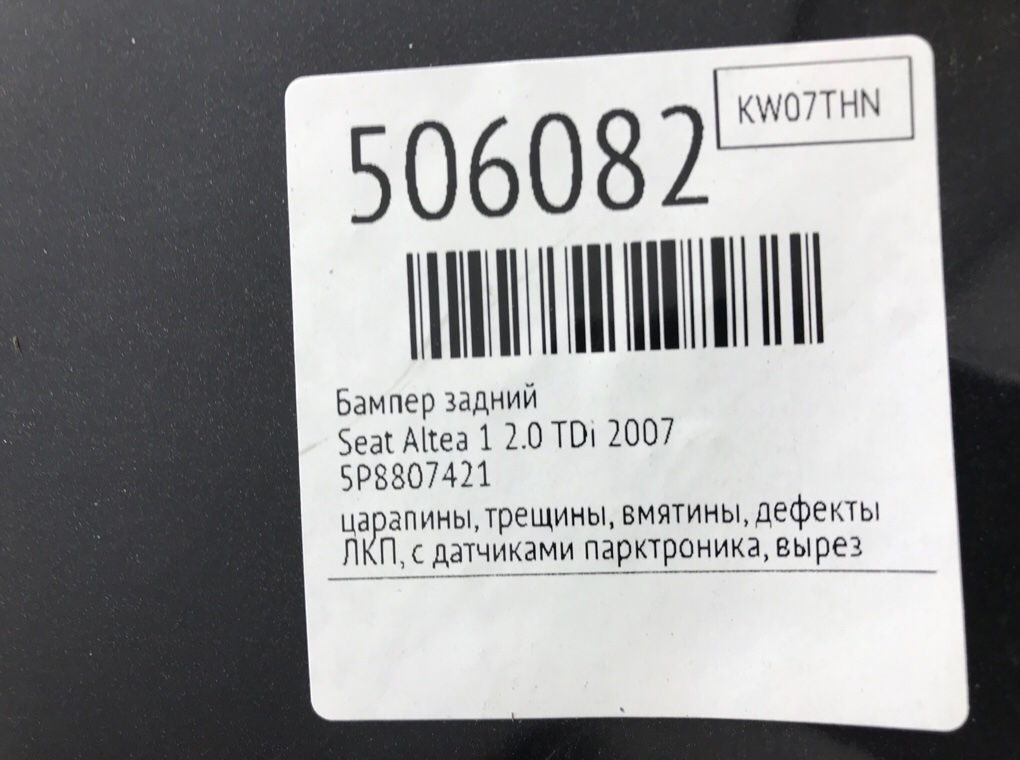 KW07THN
506082
Бампер задний
Seat Altea 1 2.0 TDi 2007
5P8807421
царапины, трещины, вмятины, дефекты
ЛКП, с датчиками парктроника, вырез